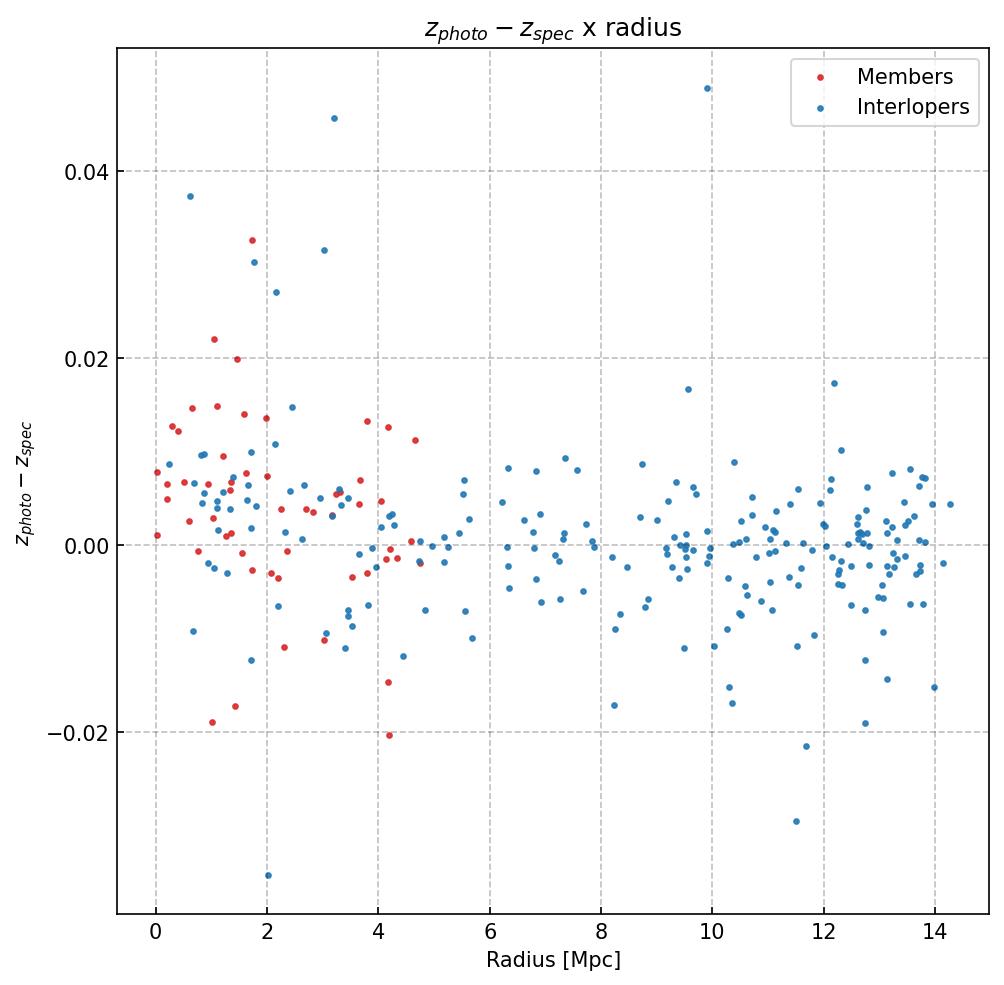 z_photo − z_spec x radius
Members
Interlopers
z_photo − z_spec
0.04
0.02
0.00
−0.02
0 2 4 6 8 10 12 14
Radius [Mpc]